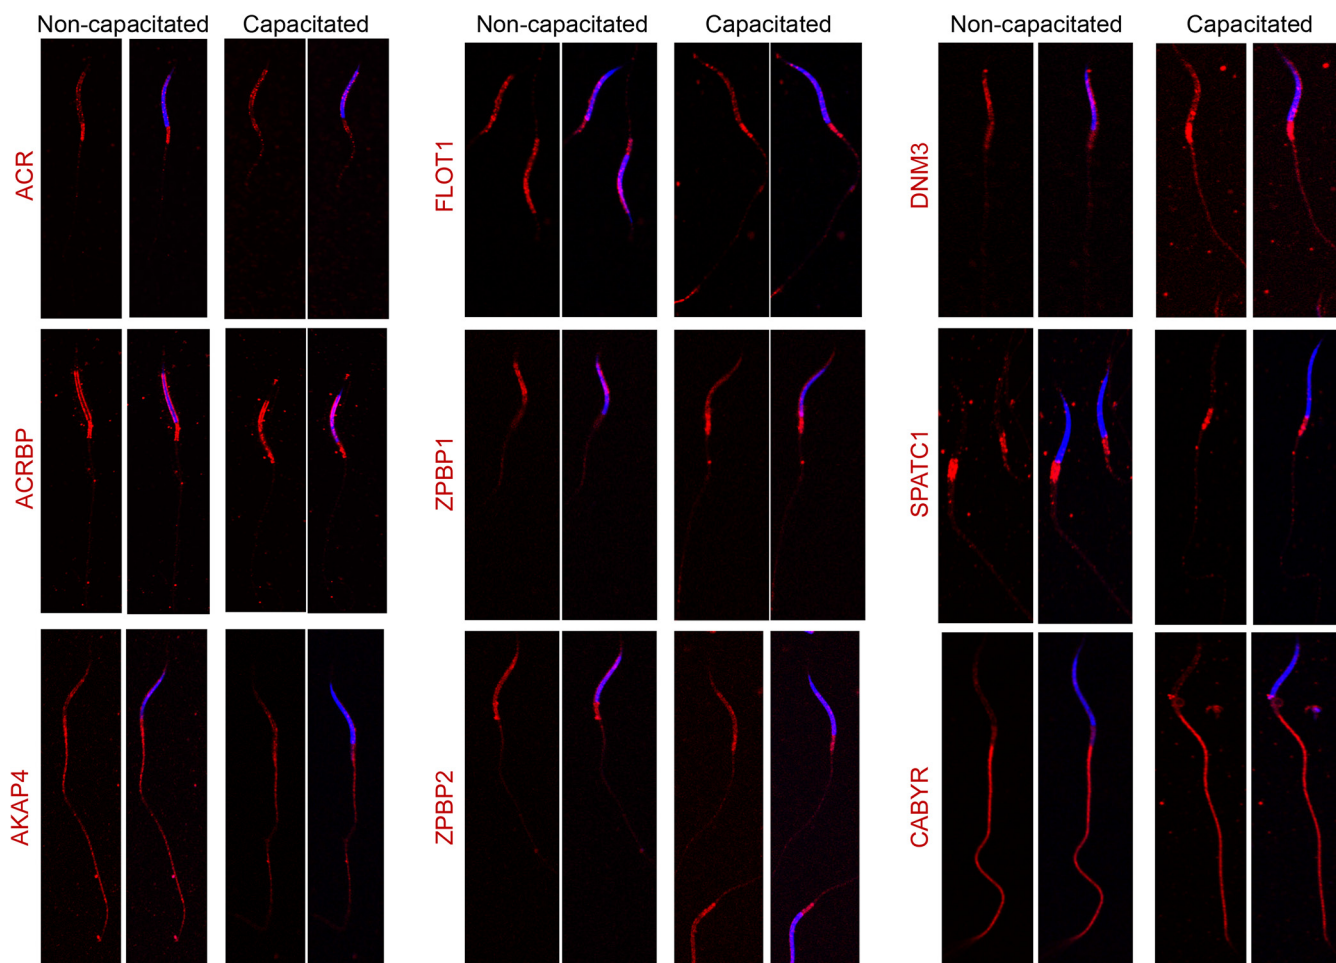 Non-capacitated Capacitated Non-capacitated Capacitated Non-capacitated Capacitated
ACR
FLOT1
DNM3
ACRBP
ZPBP1
SPATC1
AKAP4
ZPBP2
CABYR